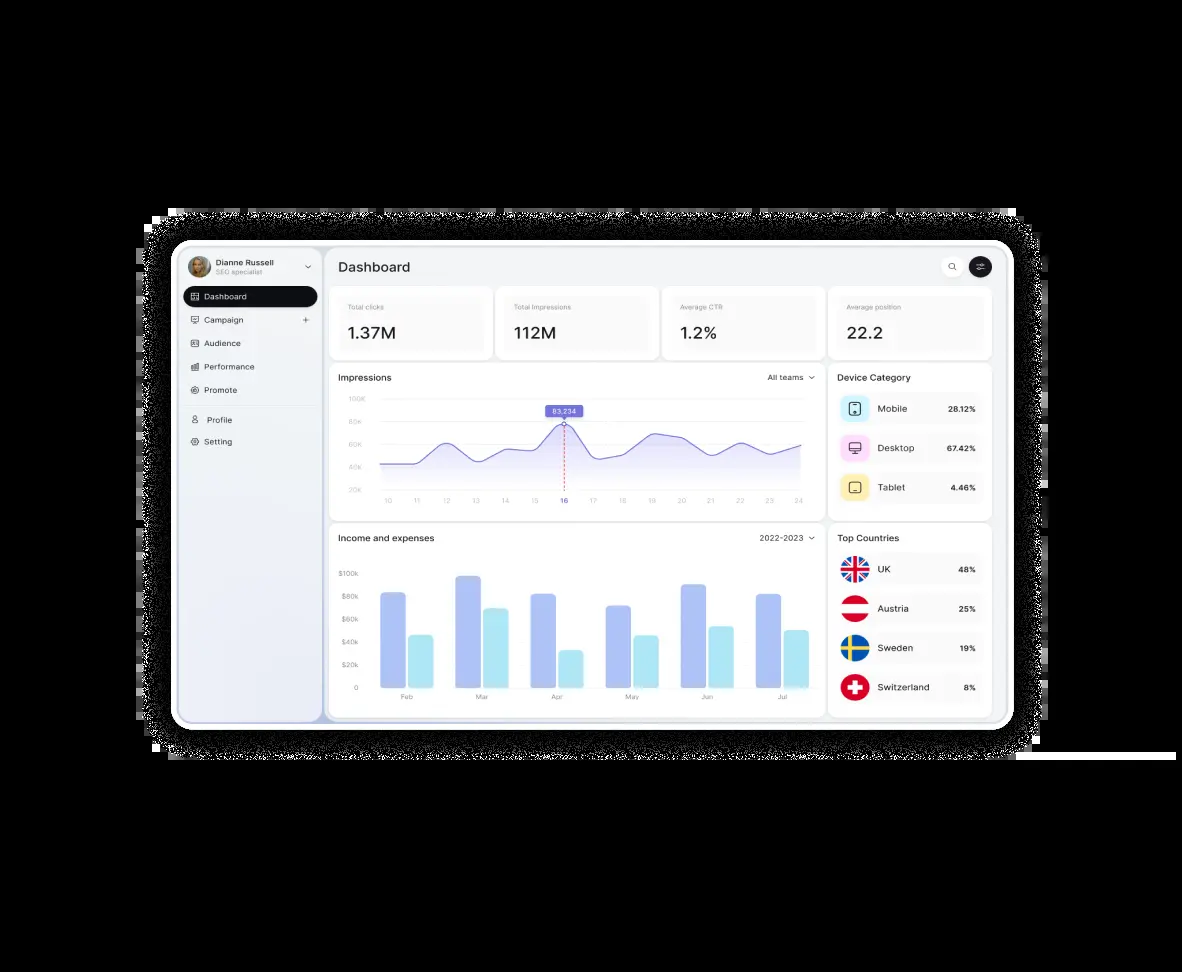 Dianne Russell
SEO specialist
Dashboard
Campaign +
Audience
Performance
Promote
Profile
Setting
Dashboard
Total clicks
1.37M
Total Impressions
112M
Average CTR
1.2%
Average position
22.2
Impressions
All teams
100K
80K
60K
40K
20K
83,234
10 11 12 13 14 15 16 17 18 19 20 21 22 23 24
Device Category
Mobile 28.12%
Desktop 67.42%
Tablet 4.46%
Income and expenses
2022-2023
$100k
$80k
$60k
$40k
$20k
0
Feb Mar Apr May Jun Jul
Top Countries
UK 48%
Austria 25%
Sweden 19%
Switzerland 8%